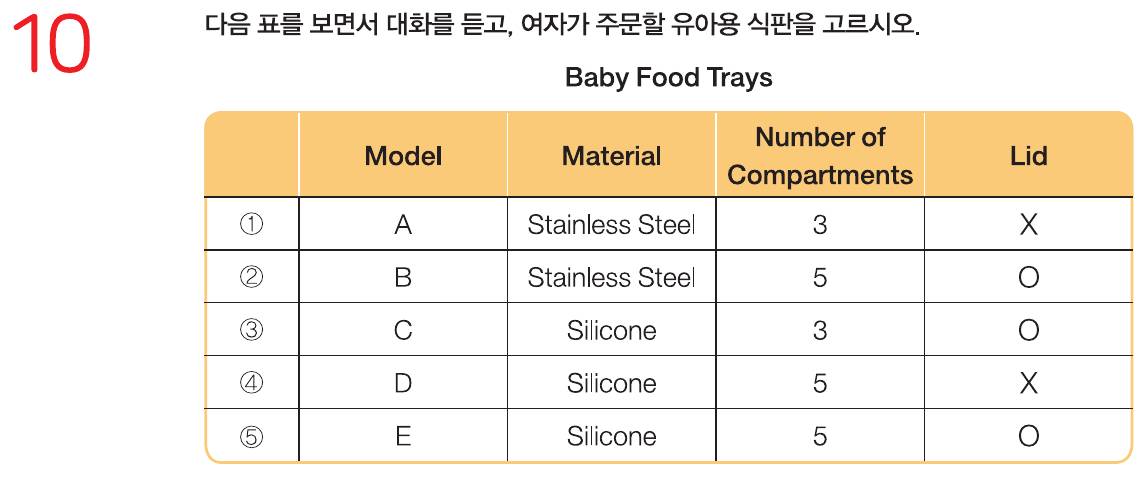 10
다음 표를 보면서 대화를 듣고, 여자가 주문할 유아용 식판을 고르시오.
Baby Food Trays
Model Material Number of Compartments Lid
① A Stainless Steel 3 X
② B Stainless Steel 5 O
③ C Silicone 3 O
④ D Silicone 5 X
⑤ E Silicone 5 O